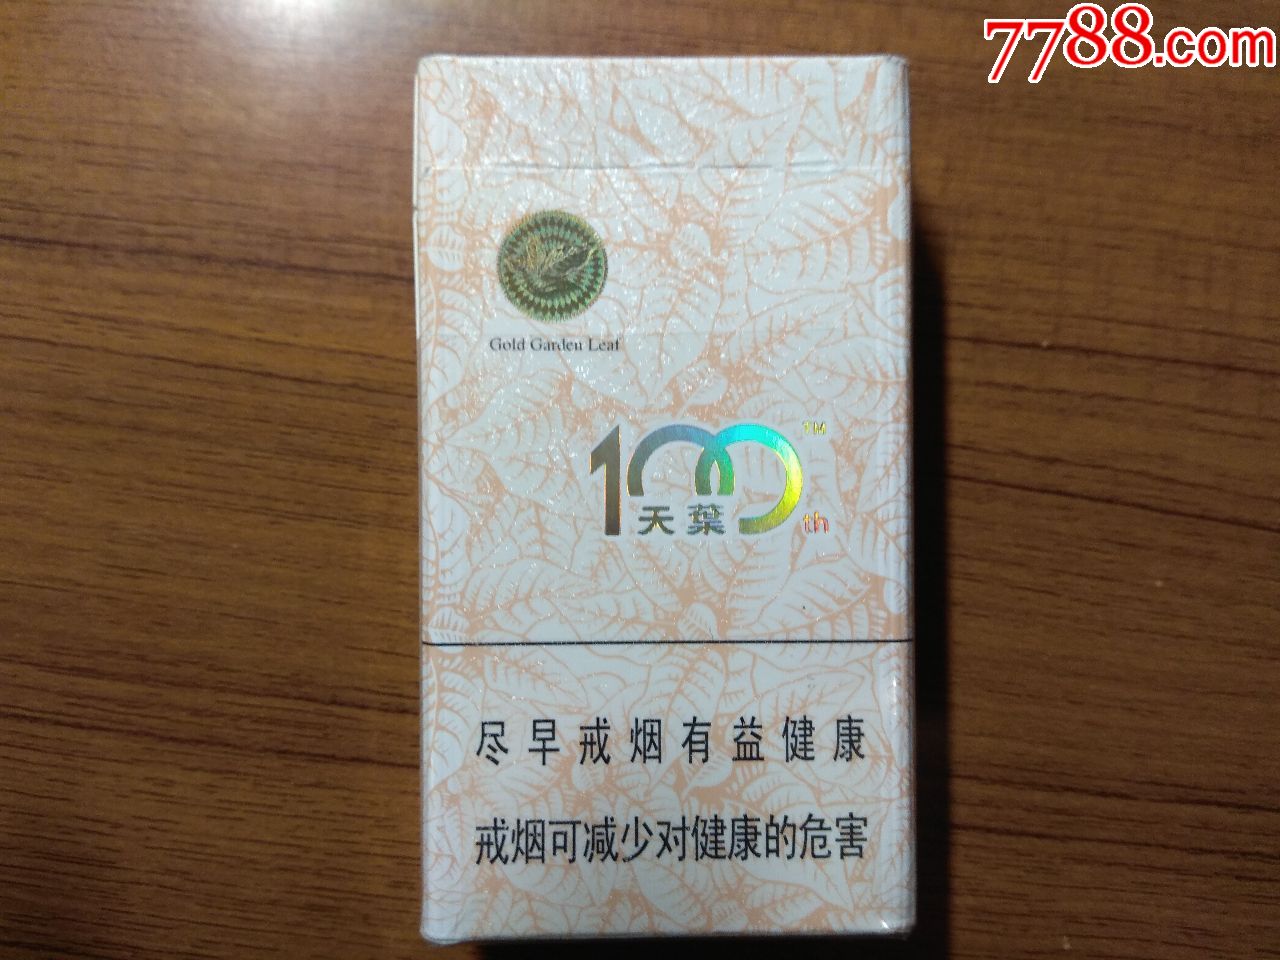 7788.com
Gold Garden Leaf
100 TM
天葉 th
尽早戒烟有益健康
戒烟可减少对健康的危害